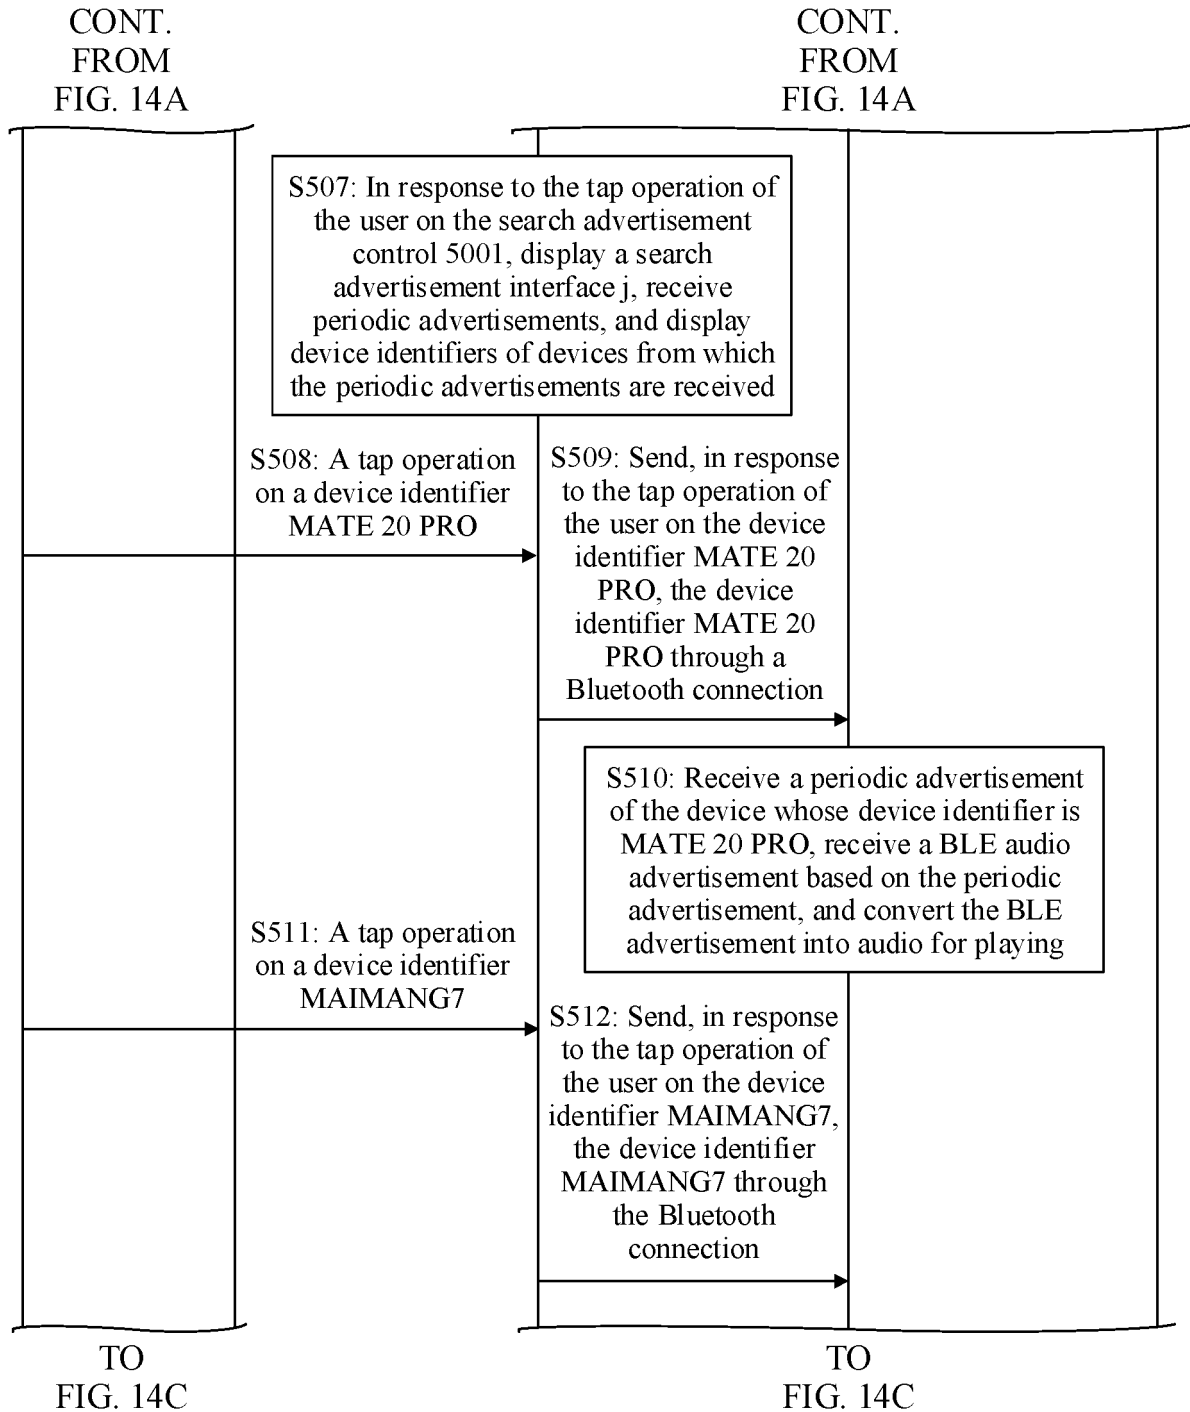 CONT.
FROM
FIG. 14A
CONT.
FROM
FIG. 14A
S507: In response to the tap operation of
the user on the search advertisement
control 5001, display a search
advertisement interface j, receive
periodic advertisements, and display
device identifiers of devices from which
the periodic advertisements are received
S508: A tap operation
on a device identifier
MATE 20 PRO
S509: Send, in response
to the tap operation of
the user on the device
identifier MATE 20
PRO, the device
identifier MATE 20
PRO through a
Bluetooth connection
S510: Receive a periodic advertisement
of the device whose device identifier is
MATE 20 PRO, receive a BLE audio
advertisement based on the periodic
advertisement, and convert the BLE
advertisement into audio for playing
S511: A tap operation
on a device identifier
MAIMANG7
S512: Send, in response
to the tap operation of
the user on the device
identifier MAIMANG7,
the device identifier
MAIMANG7 through
the Bluetooth
connection
TO
FIG. 14C
TO
FIG. 14C